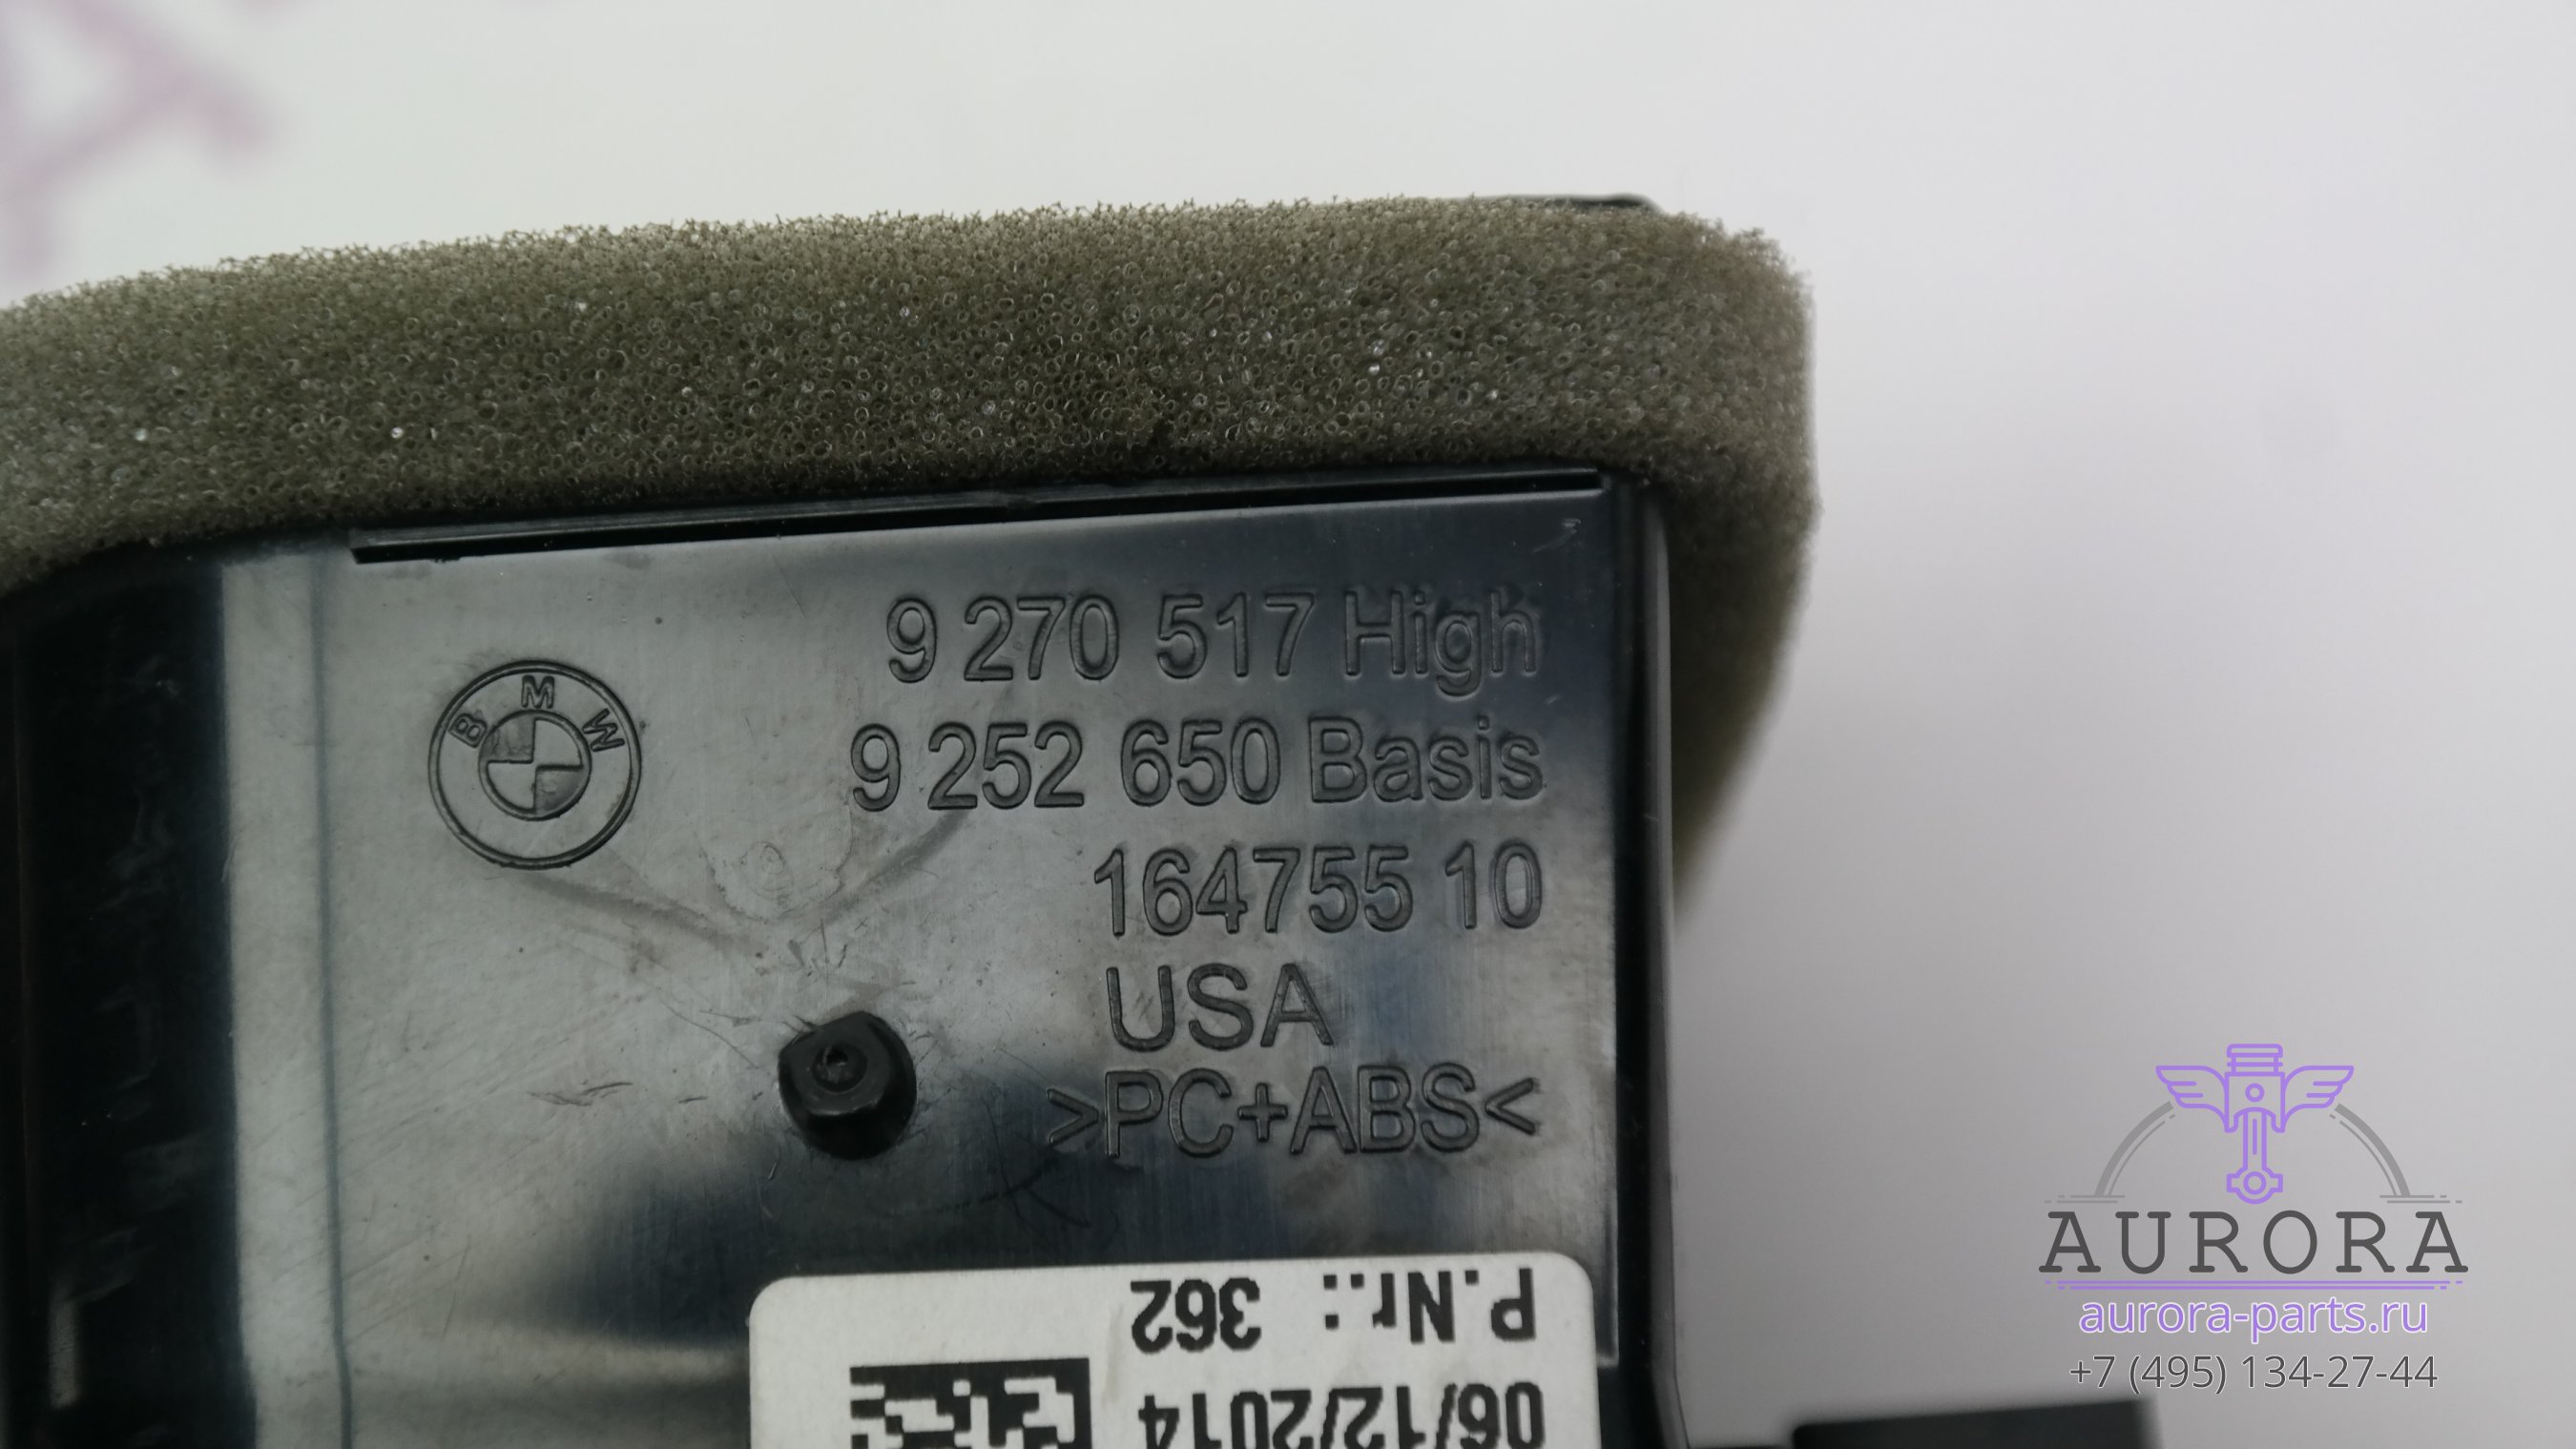 9 270 517 High
9 252 650 Basis
164755 10
USA
>PC+ABS<
BMW
P.Nr.: 362
06/12/2014
AURORA
aurora-parts.ru
+7 (495) 134-27-44